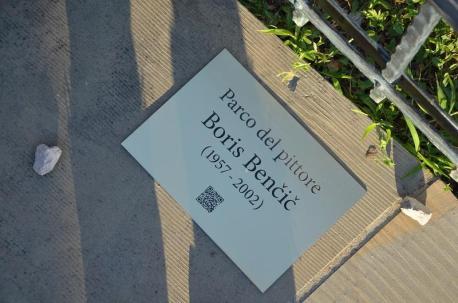 Parco del pittore
Boris Benčič
(1957 - 2002)